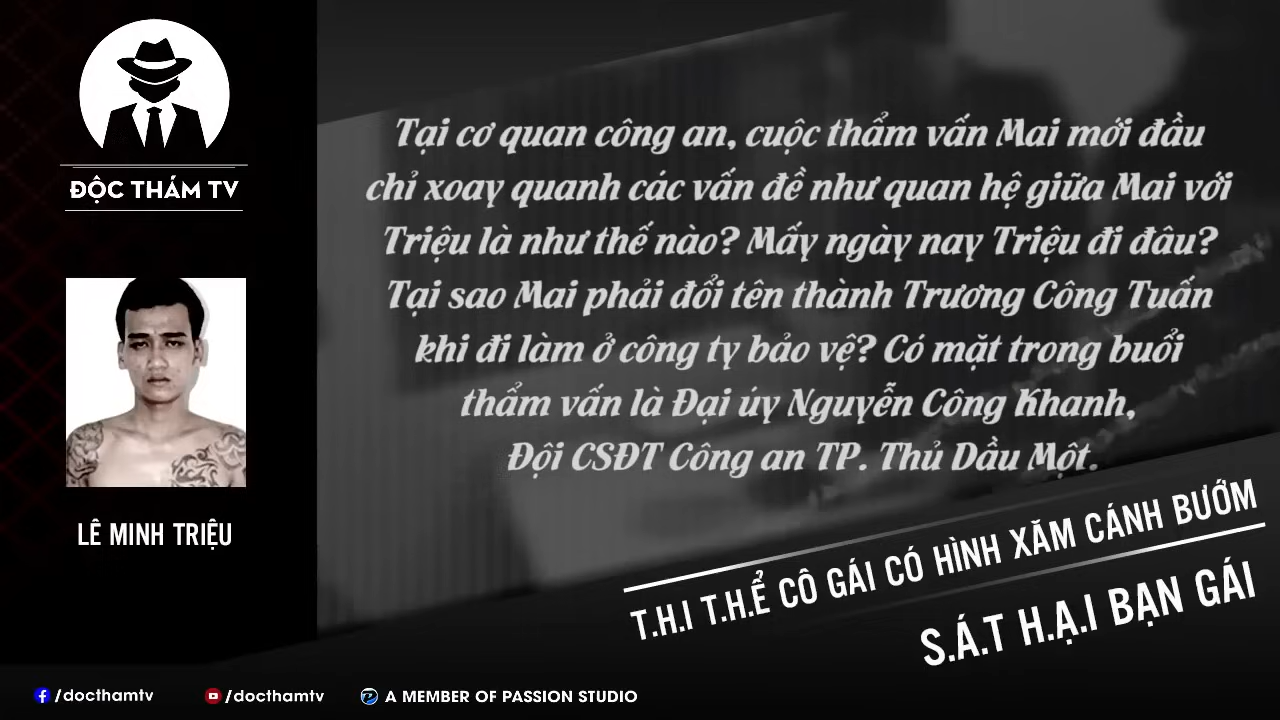 ĐỘC THÁM TV
LÊ MINH TRIỆU
Tại cơ quan công an, cuộc thẩm vấn Mai mới đầu
chỉ xoay quanh các vấn đề như quan hệ giữa Mai với
Triệu là như thế nào? Mấy ngày nay Triệu đi đâu?
Tại sao Mai phải đổi tên thành Trương Công Tuấn
khi đi làm ở công ty bảo vệ? Có mặt trong buổi
thẩm vấn là Đại úy Nguyễn Công Khanh,
Đội CSĐT Công an TP. Thủ Dầu Một.
T.H.I T.H.Ể CÔ GÁI CÓ HÌNH XĂM CÁNH BƯỚM
S.Á.T H.Ạ.I BẠN GÁI
/docthamtv /docthamtv A MEMBER OF PASSION STUDIO